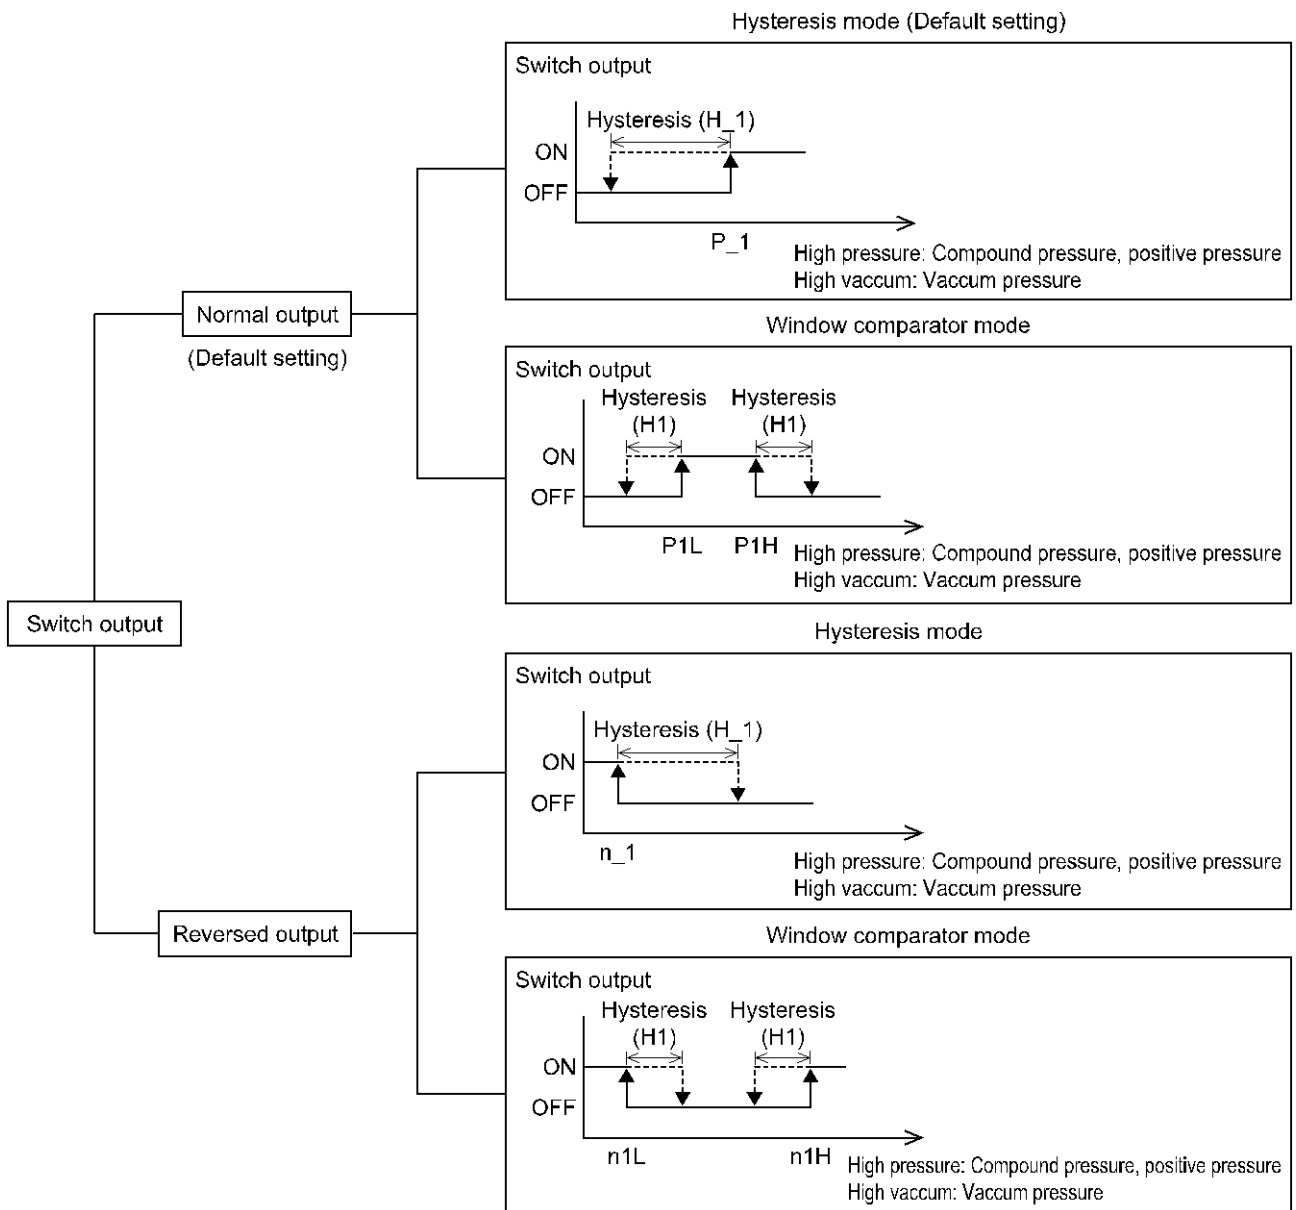 Hysteresis mode (Default setting)
Switch output
Hysteresis (H_1)
ON
OFF
P_1
High pressure: Compound pressure, positive pressure
High vaccum: Vaccum pressure
Normal output
(Default setting)
Window comparator mode
Switch output
Hysteresis Hysteresis
(H1) (H1)
ON
OFF
P1L P1H
High pressure: Compound pressure, positive pressure
High vaccum: Vaccum pressure
Switch output
Hysteresis mode
Switch output
Hysteresis (H_1)
ON
OFF
n_1
High pressure: Compound pressure, positive pressure
High vaccum: Vaccum pressure
Reversed output
Window comparator mode
Switch output
Hysteresis Hysteresis
(H1) (H1)
ON
OFF
n1L n1H
High pressure: Compound pressure, positive pressure
High vaccum: Vaccum pressure